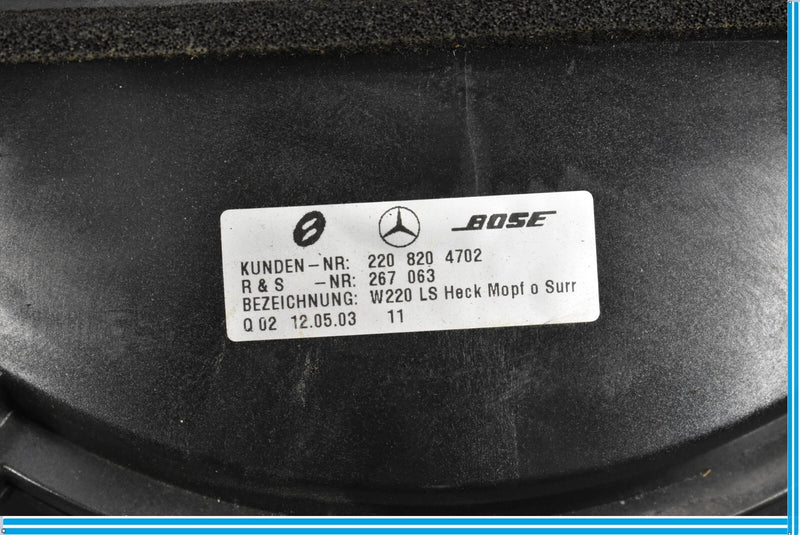 BOSE
KUNDEN-NR: 220 820 4702
R & S -NR: 267 063
BEZEICHNUNG: W220 LS Heck Mopf o Surr
Q 02 12.05.03 11